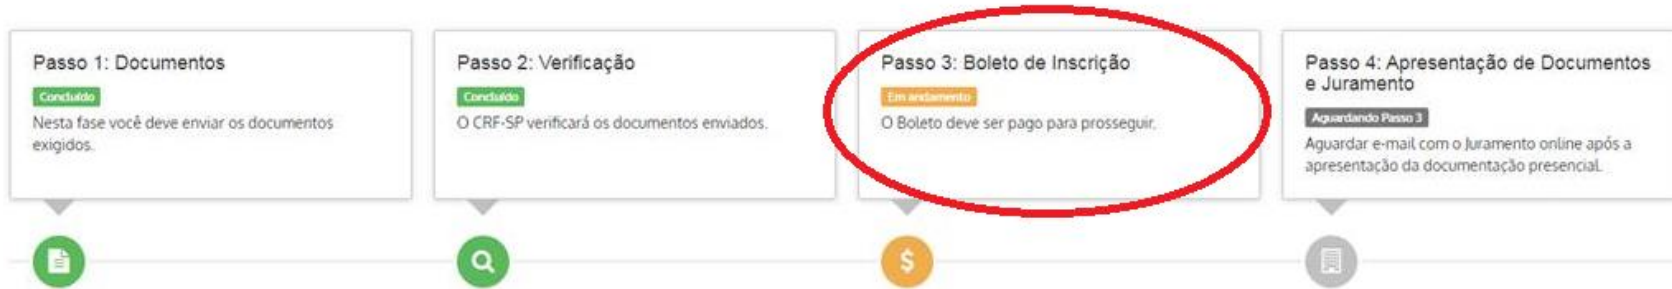 Passo 1: Documentos
Concluído
Nesta fase você deve enviar os documentos
exigidos.
Passo 2: Verificação
Concluído
O CRF-SP verificará os documentos enviados.
Passo 3: Boleto de Inscrição
Em andamento
O Boleto deve ser pago para prosseguir.
Passo 4: Apresentação de Documentos
e Juramento
Aguardando Passo 3
Aguardar e-mail com o Juramento online após a
apresentação da documentação presencial.